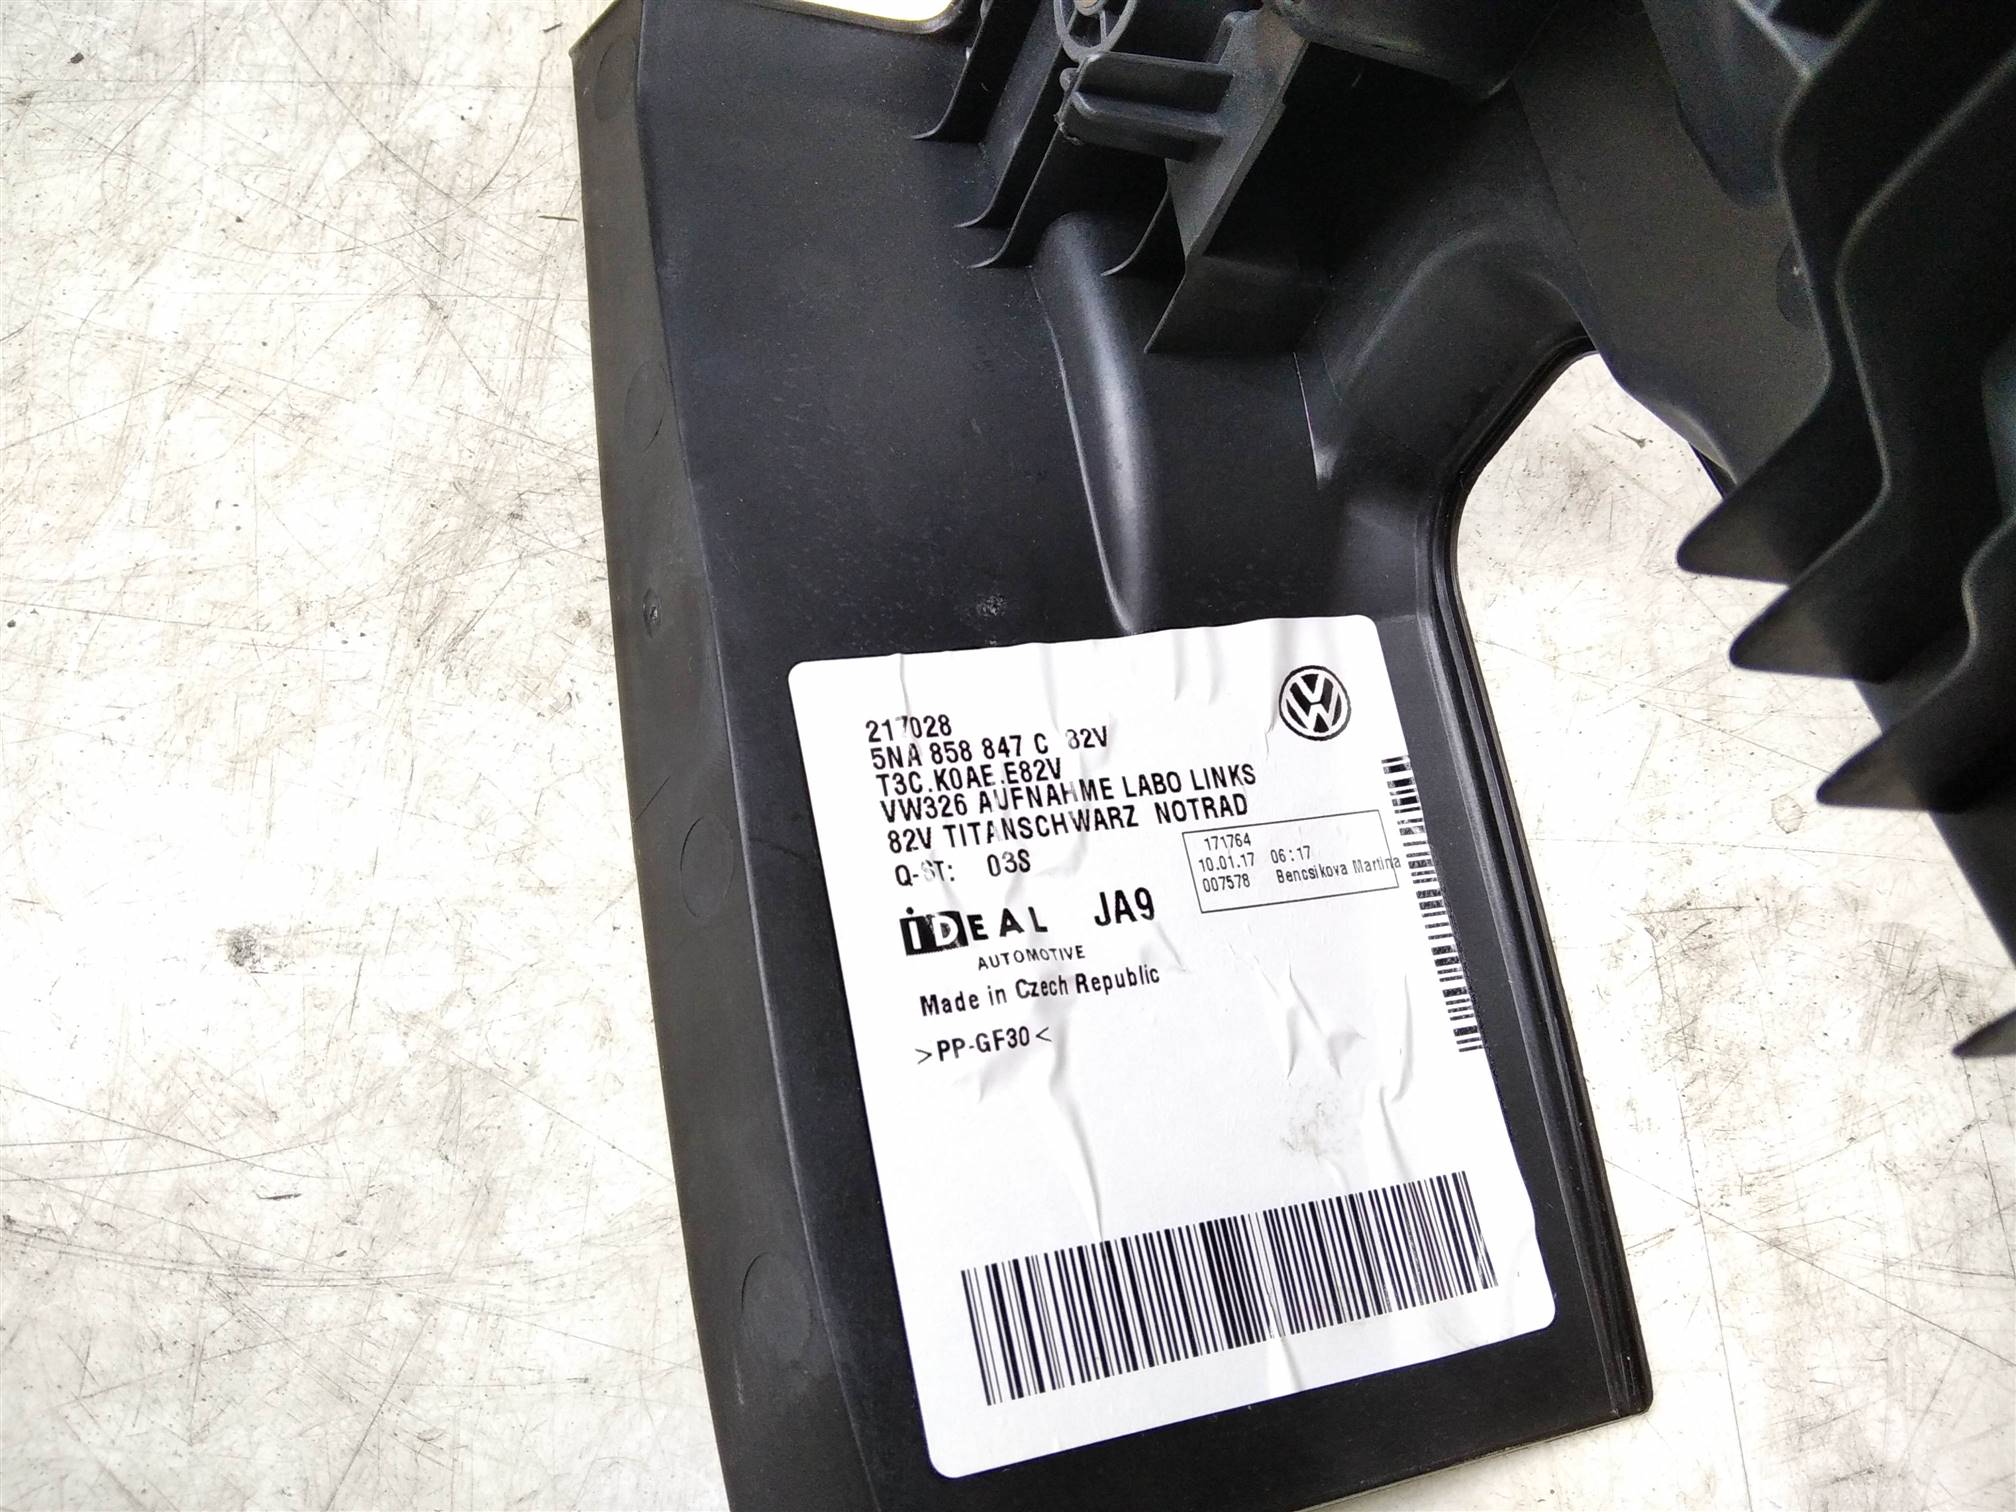 217028
5NA 858 847 C 82V
T3C.K0AE.E82V
VW326 AUFNAHME LABO LINKS
82V TITANSCHWARZ NOTRAD
Q-ST: 03S
171764
10.01.17 06:17
007578 Bencsikova Martina
iDEAL JA9
AUTOMOTIVE
Made in Czech Republic
>PP-GF30<